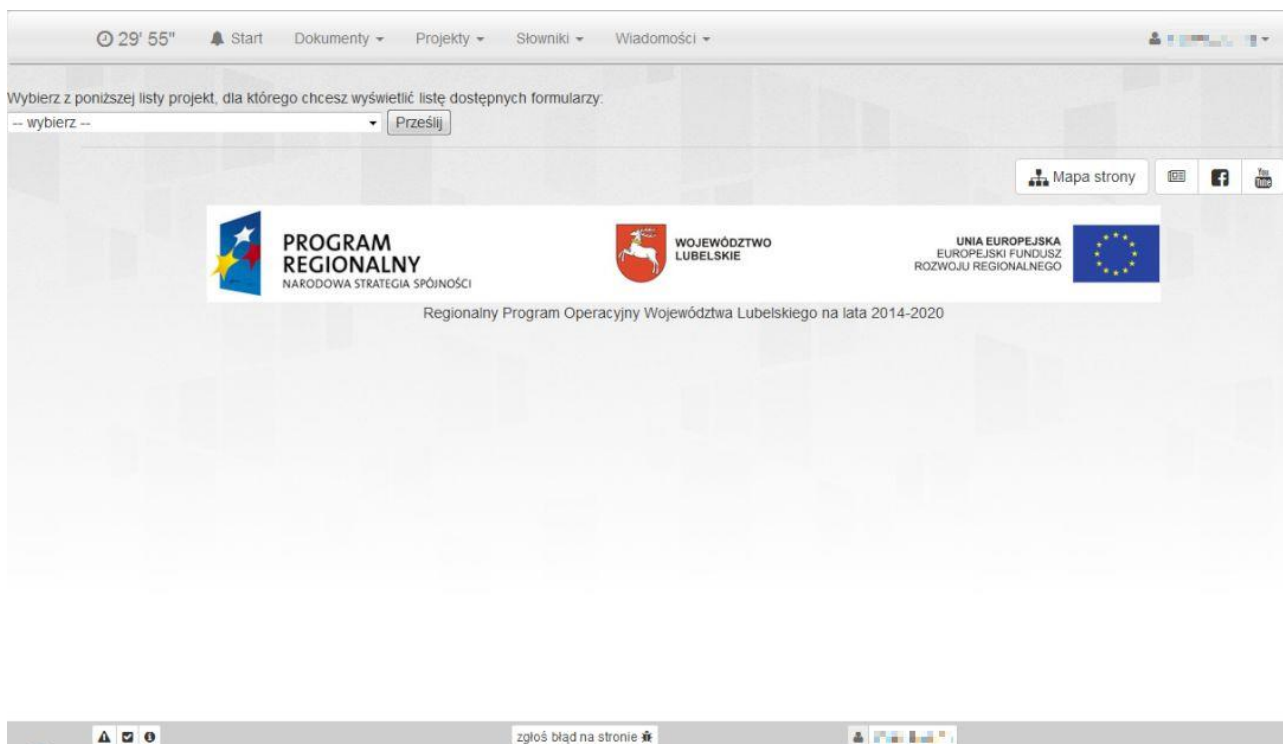 29' 55" Start Dokumenty Projekty Słowniki Wiadomości
Wybierz z poniższej listy projekt, dla którego chcesz wyświetlić listę dostępnych formularzy:
-- wybierz -- Prześlij
Mapa strony You Tube
PROGRAM
REGIONALNY
NARODOWA STRATEGIA SPÓJNOŚCI
WOJEWÓDZTWO
LUBELSKIE
UNIA EUROPEJSKA
EUROPEJSKI FUNDUSZ
ROZWOJU REGIONALNEGO
Regionalny Program Operacyjny Województwa Lubelskiego na lata 2014-2020
zgłoś błąd na stronie